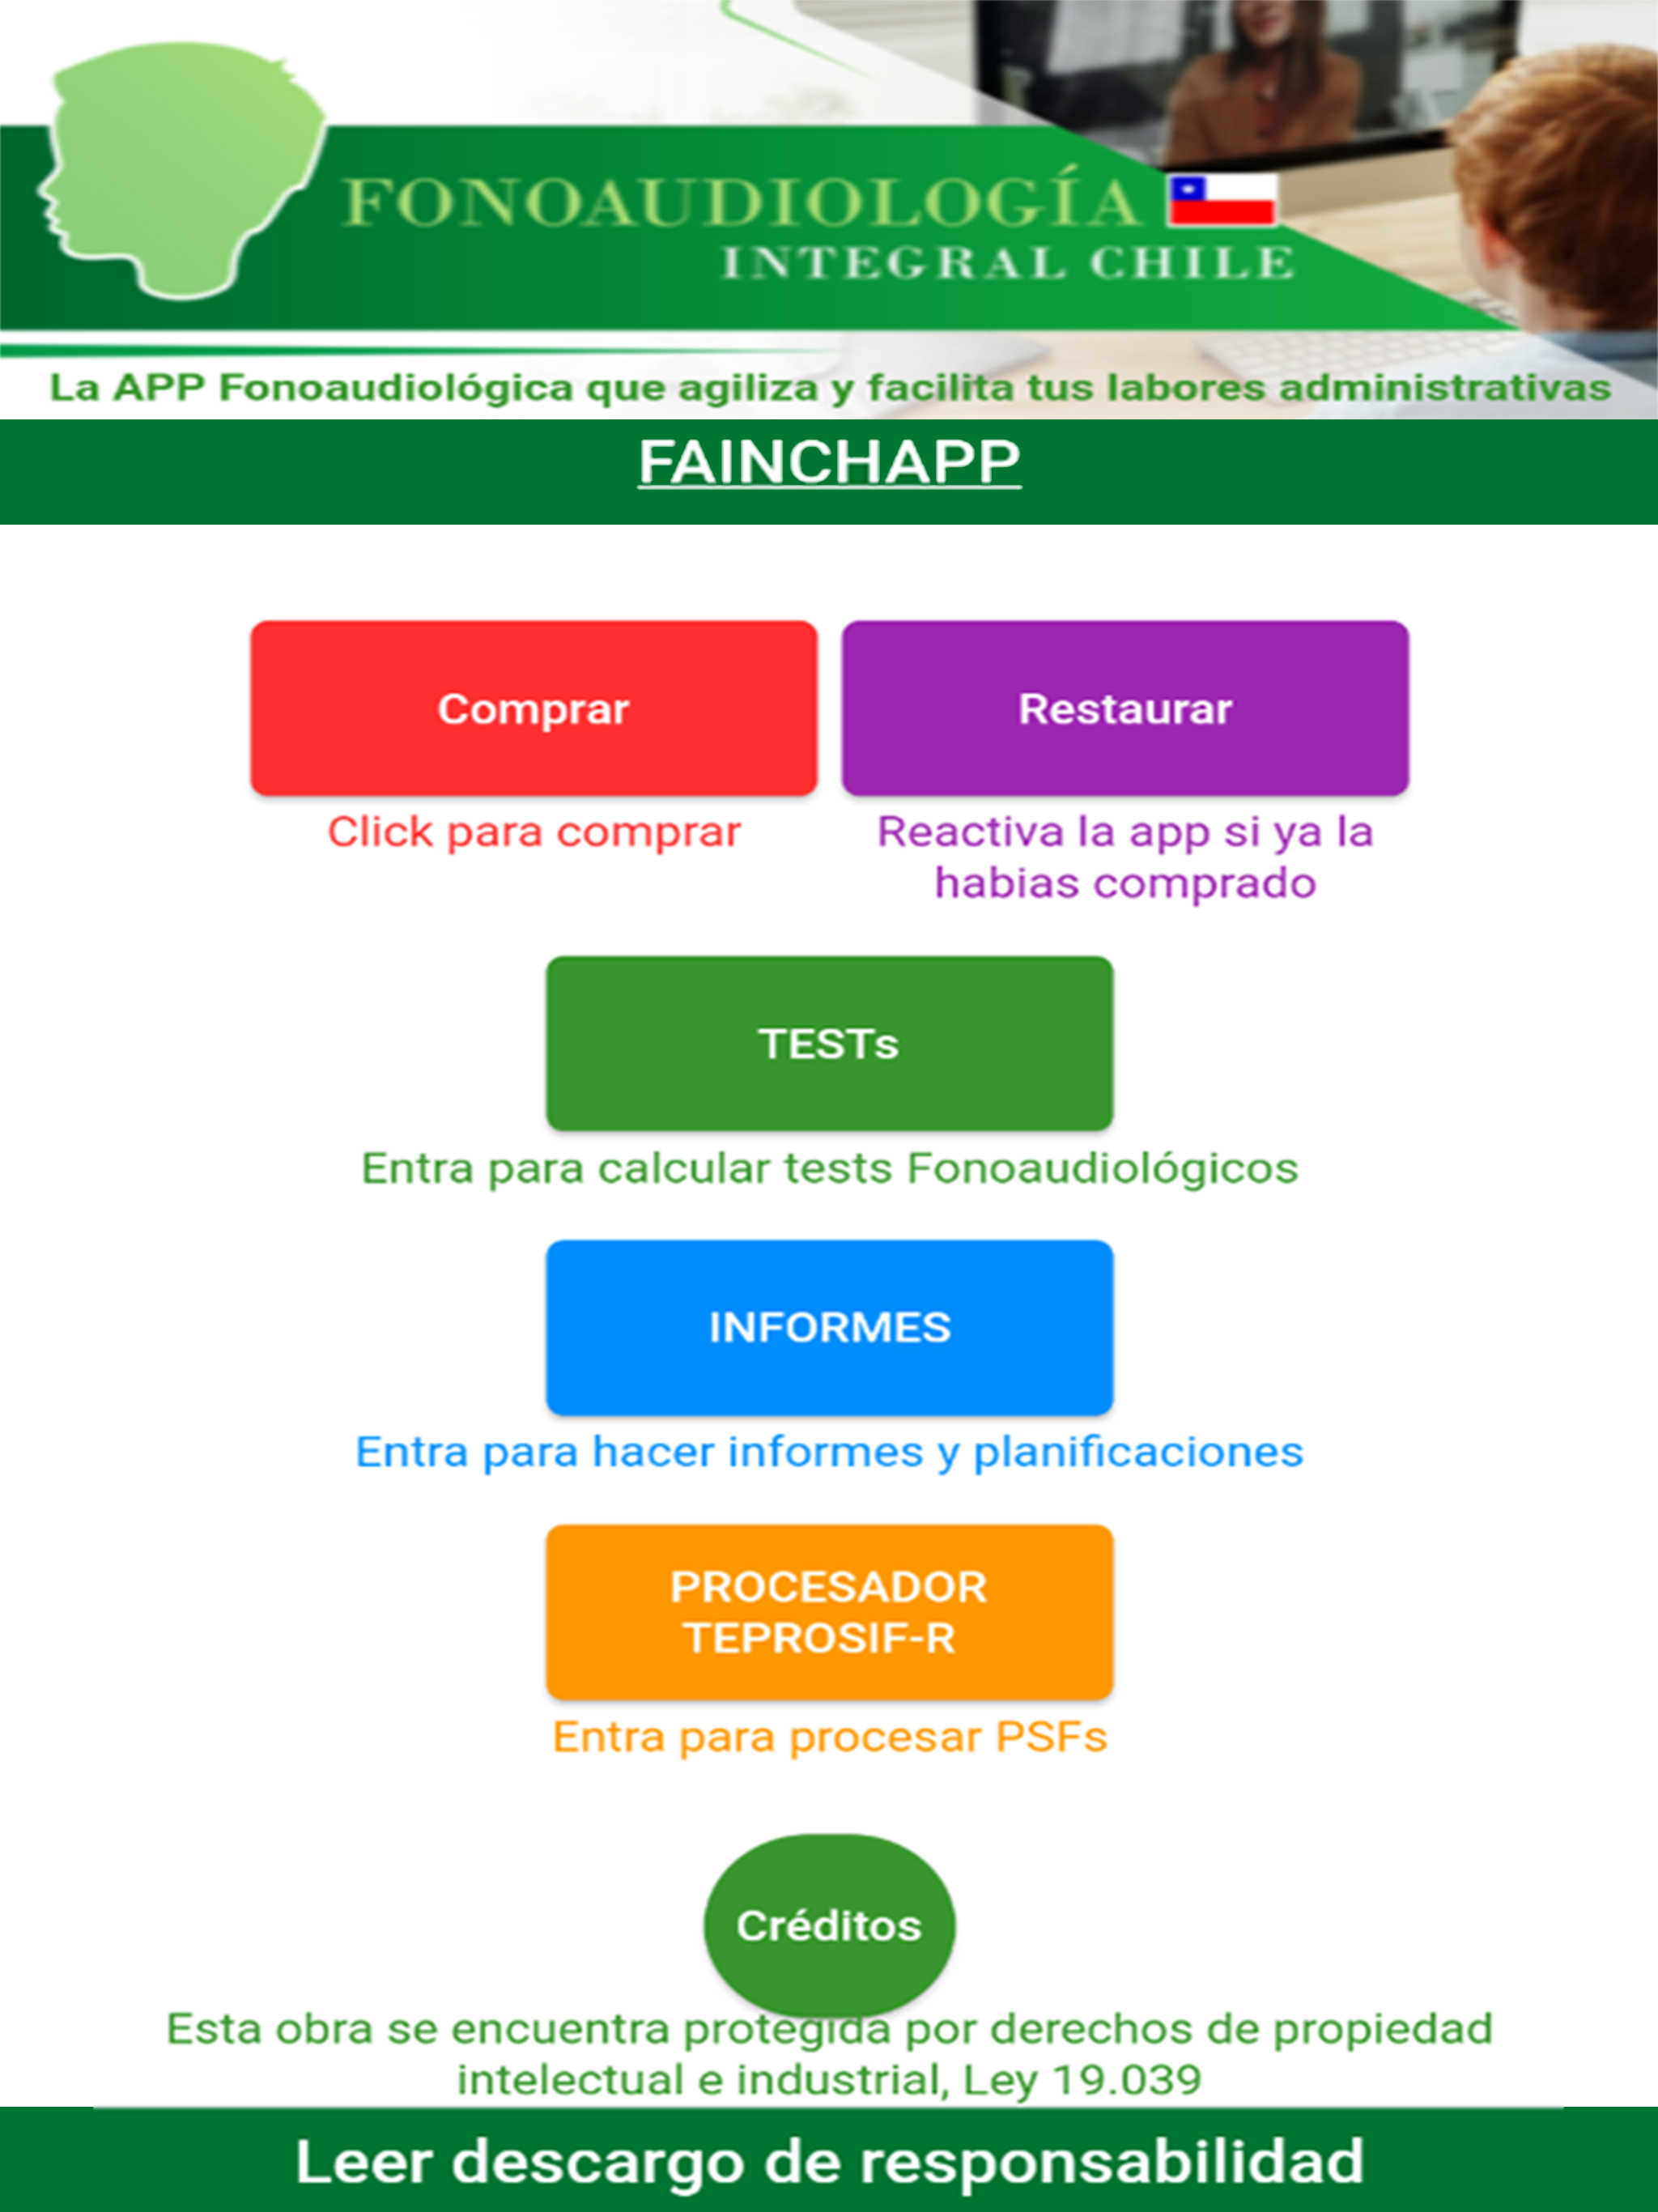 FONOAUDIOLOGÍA
INTEGRAL CHILE
La APP Fonoaudiológica que agiliza y facilita tus labores administrativas
FAINCHAPP
Comprar
Restaurar
Click para comprar
Reactiva la app si ya la
habias comprado
TESTs
Entra para calcular tests Fonoaudiológicos
INFORMES
Entra para hacer informes y planificaciones
PROCESADOR
TEPROSIF-R
Entra para procesar PSFs
Créditos
Esta obra se encuentra protegida por derechos de propiedad
intelectual e industrial, Ley 19.039
Leer descargo de responsabilidad